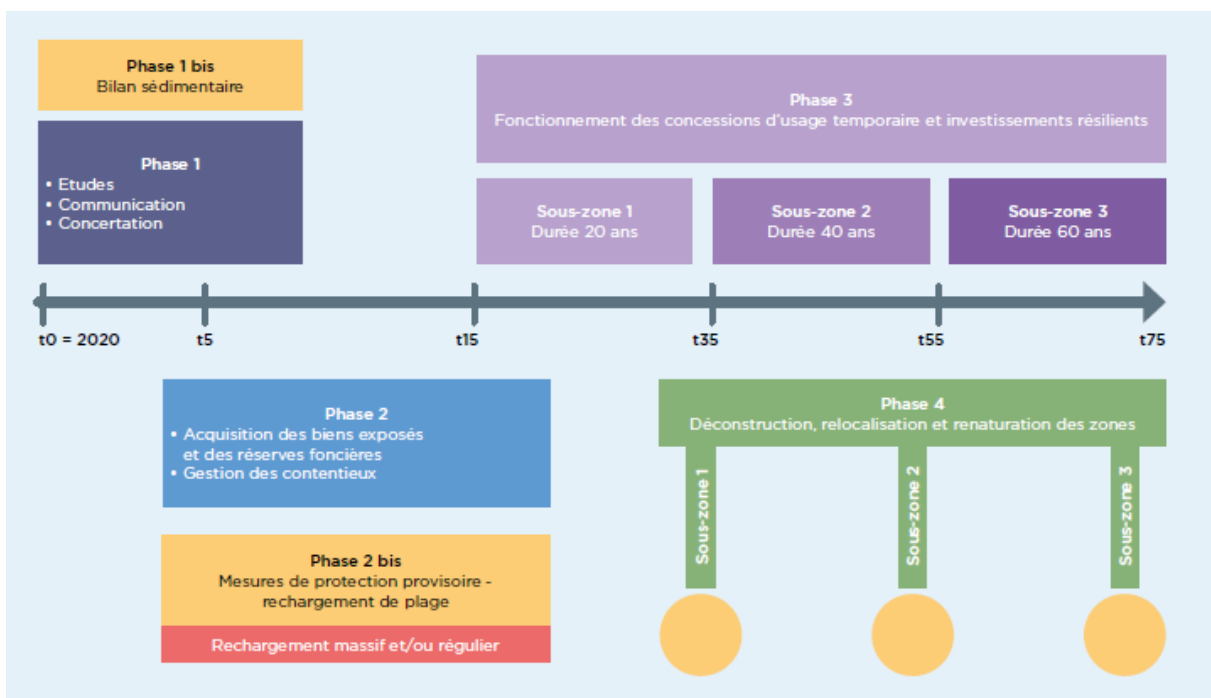 Phase 1 bis
Bilan sédimentaire
Phase 1
• Etudes
• Communication
• Concertation
Phase 3
Fonctionnement des concessions d'usage temporaire et investissements résilients
Sous-zone 1
Durée 20 ans
Sous-zone 2
Durée 40 ans
Sous-zone 3
Durée 60 ans
t0 = 2020
t5
t15
t35
t55
t75
Phase 2
• Acquisition des biens exposés
et des réserves foncières
• Gestion des contentieux
Phase 2 bis
Mesures de protection provisoire -
rechargement de plage
Rechargement massif et/ou régulier
Phase 4
Déconstruction, relocalisation et renaturation des zones
Sous-zone 1
Sous-zone 2
Sous-zone 3